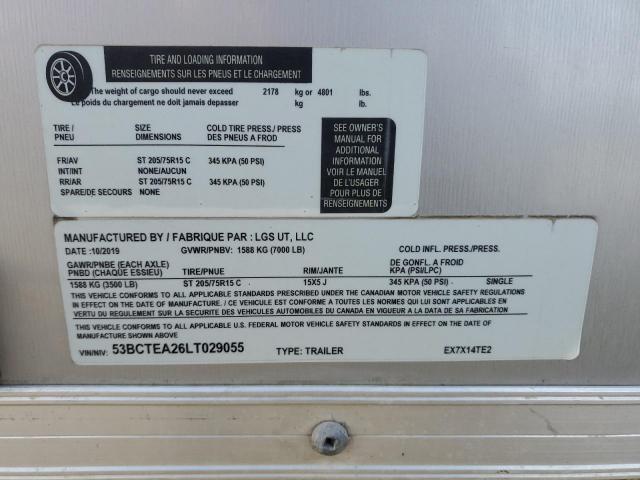 TIRE AND LOADING INFORMATION
RENSEIGNEMENTS SUR LES PNEUS ET LE CHARGEMENT
The weight of cargo should never exceed 2178 kg or 4801 lbs.
Le poids du chargement ne doit jamais depasser kg lb.
TIRE / SIZE COLD TIRE PRESS./ PRESS
PNEU DIMENSIONS DES PNEUS A FROD
FR/AV ST 205/75R15 C 345 KPA (50 PSI)
INT/INT NONE/AUCUN
RR/AR ST 205/75R15 C 345 KPA (50 PSI)
SPARE/DE SECOURS NONE
SEE OWNER'S
MANUAL FOR
ADDITIONAL
INFORMATION
VOIR LE MANUEL
DE L'USAGER
POUR PLUS DE
RENSEIGNEMENTS
MANUFACTURED BY / FABRIQUE PAR : LGS UT, LLC
DATE :10/2019 GVWR/PNBV: 1588 KG (7000 LB) COLD INFL. PRESS./PRESS.
GAWR/PNBE (EACH AXLE) DE GONFL. A FROID
PNBD (CHAQUE ESSIEU) TIRE/PNUE RIM/JANTE KPA (PSI/LPC)
1588 KG (3500 LB) ST 205/75R15 C 15X5 J 345 KPA (50 PSI) SINGLE
THIS VEHICLE CONFORMS TO ALL APPLICABLE STANDARDS PRESCRIBED UNDER THE CANADIAN MOTOR VEHICLE SAFETY REGULATIONS
IN EFFECT ON THE DATE OF MANUFACTURE / CE VEHICULE EST CONFORME A TOUTES LES NORMES QUI LUI SONT APPLICABLES EN
VERTU DU REGLEMENT SUR LA SECURITE DES VEHICULES AUTOMOBILES DU CANADA EN VIGUEUR A LA DATE DE SA FABRICATION
THIS VEHICLE CONFORMS TO ALL APPLICABLE U.S. FEDERAL MOTOR VEHICLE SAFETY STANDARDS IN EFFECT ON THE DATE OF
MANUFACTURE SHOWN ABOVE.
VIN/NIV: 53BCTEA26LT029055 TYPE: TRAILER EX7X14TE2